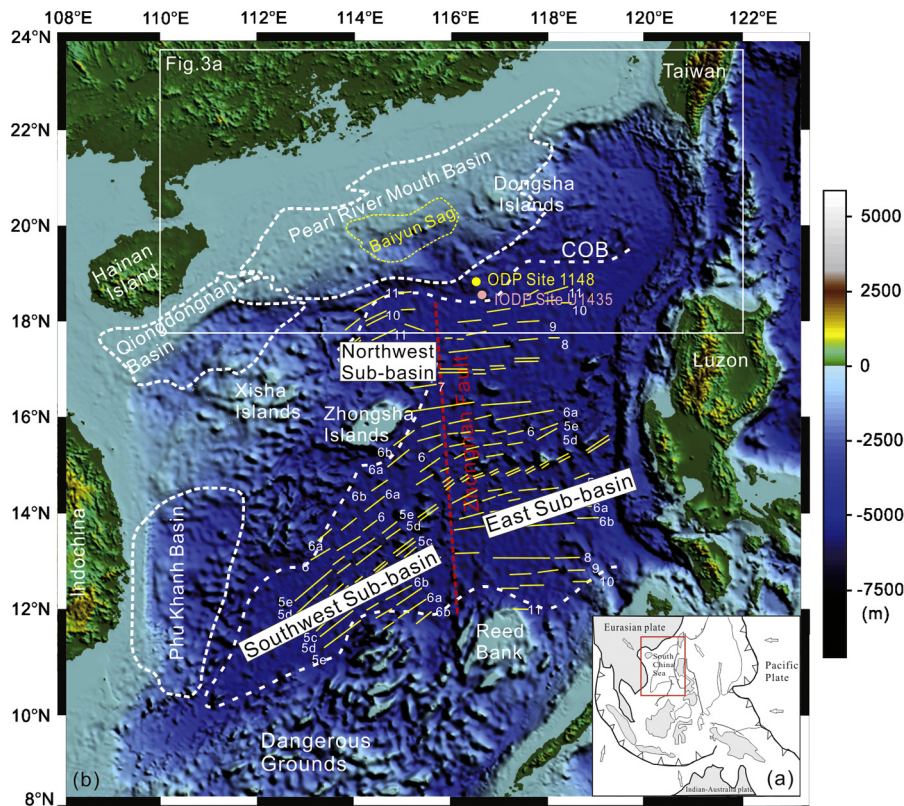 108°E 110°E 112°E 114°E 116°E 118°E 120°E 122°E
24°N
22°N
20°N
18°N
16°N
14°N
12°N
10°N
8°N
Fig.3a
Taiwan
Pearl River Mouth Basin
Dongsha
Islands
Baiyun Sag
COB
Hainan
Island
ODP Site 1148
IODP Site U1435
Qiongdongnan
Basin
11
11
10
10
11
9
8
Northwest
Sub-basin
Luzon
7
Xisha
Islands
Zhongsha
Islands
Zhongnan Fault
6a
5e
5d
5
6b
6a
6
6b
6a
6
5e
5d
5c
6a
6
East Sub-basin
6a
6b
8
9
10
11
Indochina
Phu Khanh Basin
Southwest Sub-basin
5e
5d
5c
5d
5e
6b
6a
6b
Reed
Bank
Dangerous
Grounds
(b)
5000
2500
0
-2500
-5000
-7500
(m)
Eurasian plate
South
China
Sea
Pacific
Plate
Indian-Australia plate
(a)